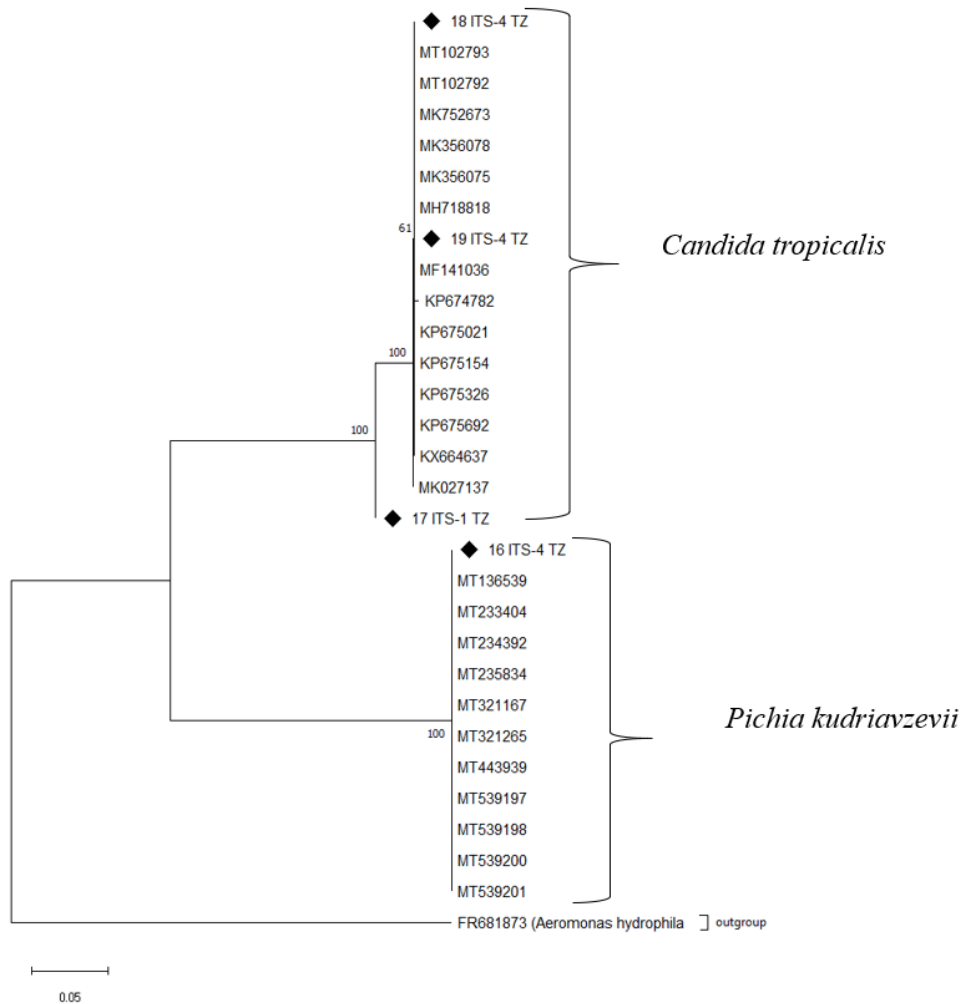 18 ITS-4 TZ
MT102793
MT102792
MK752673
MK356078
MK356075
MH718818
61
19 ITS-4 TZ
Candida tropicalis
MF141036
KP674782
KP675021
100
KP675154
KP675326
KP675692
100
KX664637
MK027137
17 ITS-1 TZ
16 ITS-4 TZ
MT136539
MT233404
MT234392
MT235834
MT321167
Pichia kudriavzevii
100
MT321265
MT443939
MT539197
MT539198
MT539200
MT539201
FR681873 (Aeromonas hydrophila
outgroup
0.05